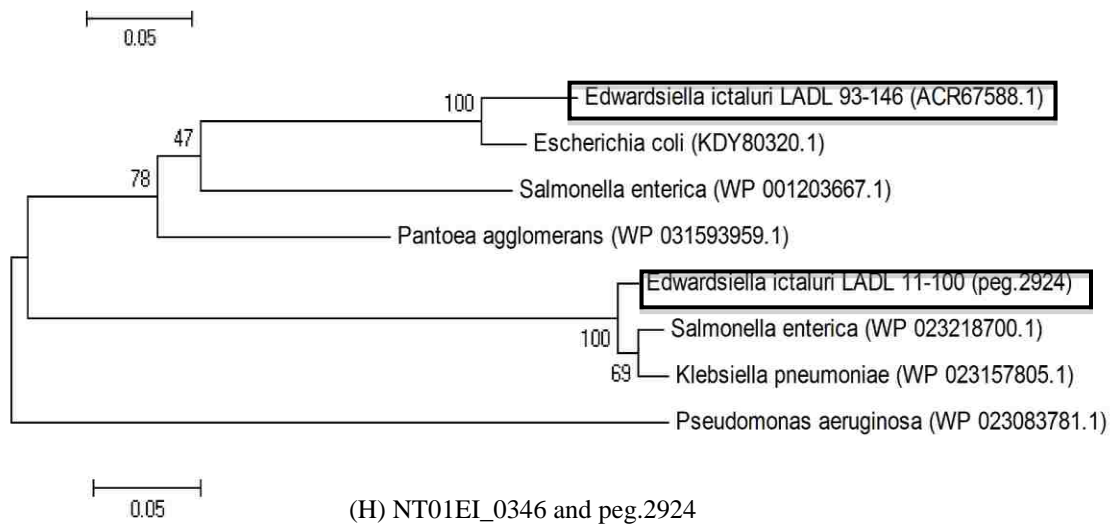 0.05
Edwardsiella ictaluri LADL 93-146 (ACR67588.1)
100
Escherichia coli (KDY80320.1)
47
78
Salmonella enterica (WP 001203667.1)
Pantoea agglomerans (WP 031593959.1)
Edwardsiella ictaluri LADL 11-100 (peg.2924)
Salmonella enterica (WP 023218700.1)
100
69
Klebsiella pneumoniae (WP 023157805.1)
Pseudomonas aeruginosa (WP 023083781.1)
0.05
(H) NT01EI_0346 and peg.2924